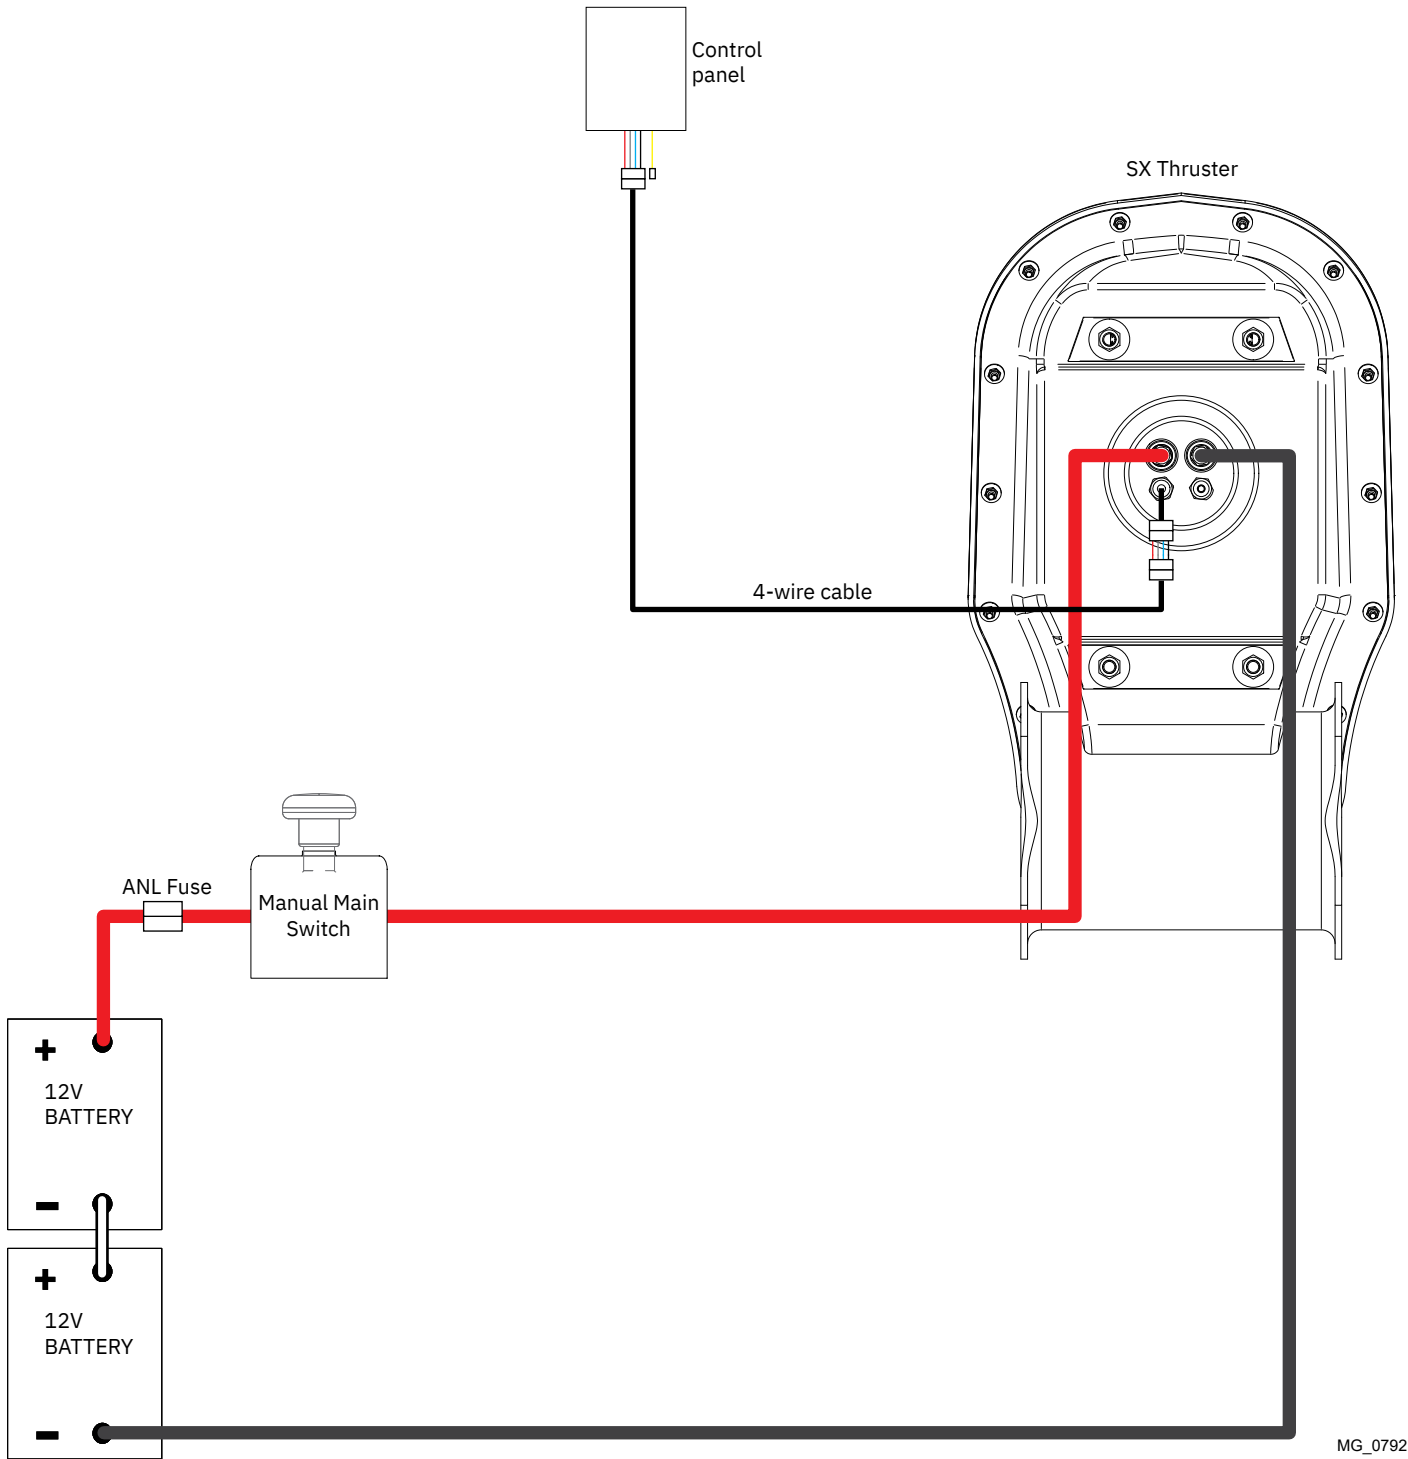 Control
panel
SX Thruster
4-wire cable
ANL Fuse
Manual Main
Switch
+
12V
BATTERY
-
+
12V
BATTERY
-
MG_0792